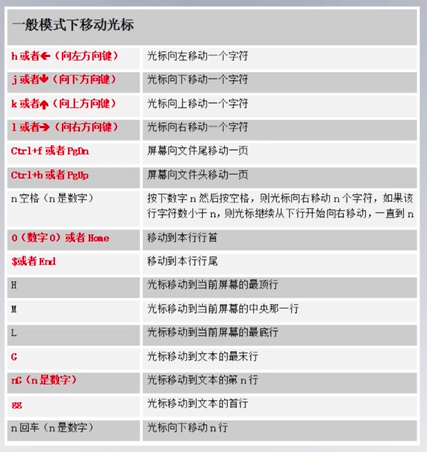 一般模式下移动光标
h 或者←（向左方向键） 光标向左移动一个字符
j 或者↓（向下方向键） 光标向下移动一个字符
k 或者↑（向上方向键） 光标向上移动一个字符
l 或者→（向右方向键） 光标向右移动一个字符
Ctrl+f 或者 PgDn 屏幕向文件尾移动一页
Ctrl+b 或者 PgUp 屏幕向文件头移动一页
n 空格（n 是数字） 按下数字 n 然后按空格，则光标向右移动 n 个字符，如果该
行字符数小于 n，则光标继续从下行开始向右移动，一直到 n
0（数字 0）或者 Home 移动到本行行首
$或者 End 移动到本行行尾
H 光标移动到当前屏幕的最顶行
M 光标移动到当前屏幕的中央那一行
L 光标移动到当前屏幕的最底行
G 光标移动到文本的最末行
nG（n 是数字） 光标移动到文本的第 n 行
gg 光标移动到文本的首行
n 回车（n 是数字） 光标向下移动 n 行